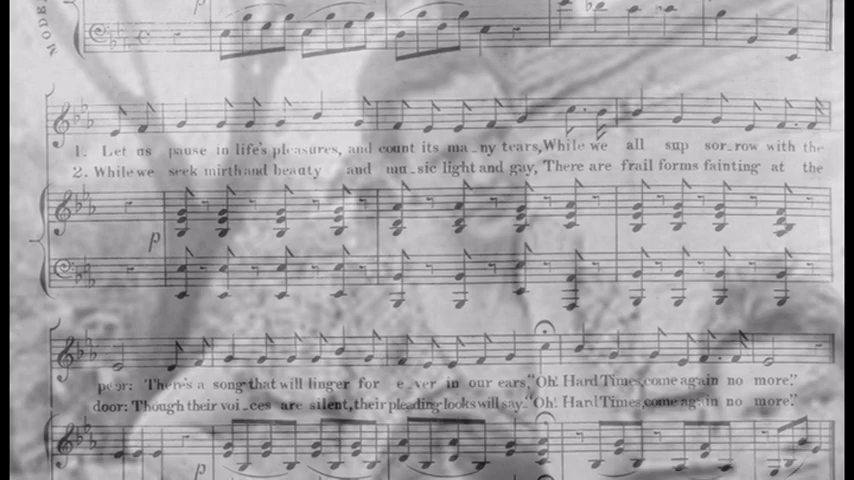 MODE
p
1. Let us pause in life's pleasures, and count its ma_ny tears, While we all sup sor_row with the
2. While we seek mirth and beauty and mu_sic light and gay, There are frail forms fainting at the
p
poor: There's a song that will linger for e_ver in our ears, "Oh! Hard Times, come again no more."
door: Though their voi_ces are silent, their pleading looks will say_ "Oh! Hard Times, come again no more."
p